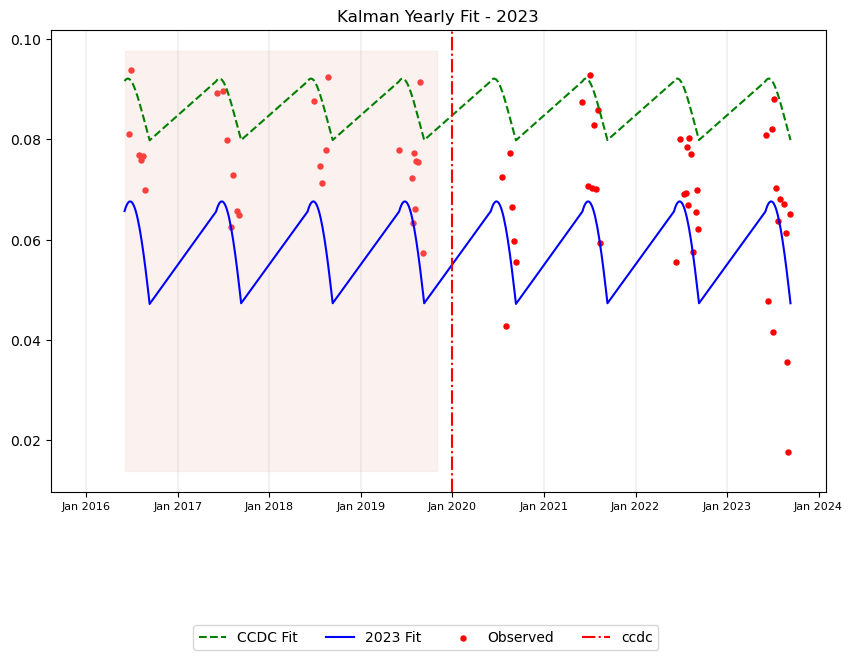 Kalman Yearly Fit - 2023
0.10
0.08
0.06
0.04
0.02
Jan 2016 Jan 2017 Jan 2018 Jan 2019 Jan 2020 Jan 2021 Jan 2022 Jan 2023 Jan 2024
CCDC Fit 2023 Fit Observed ccdc